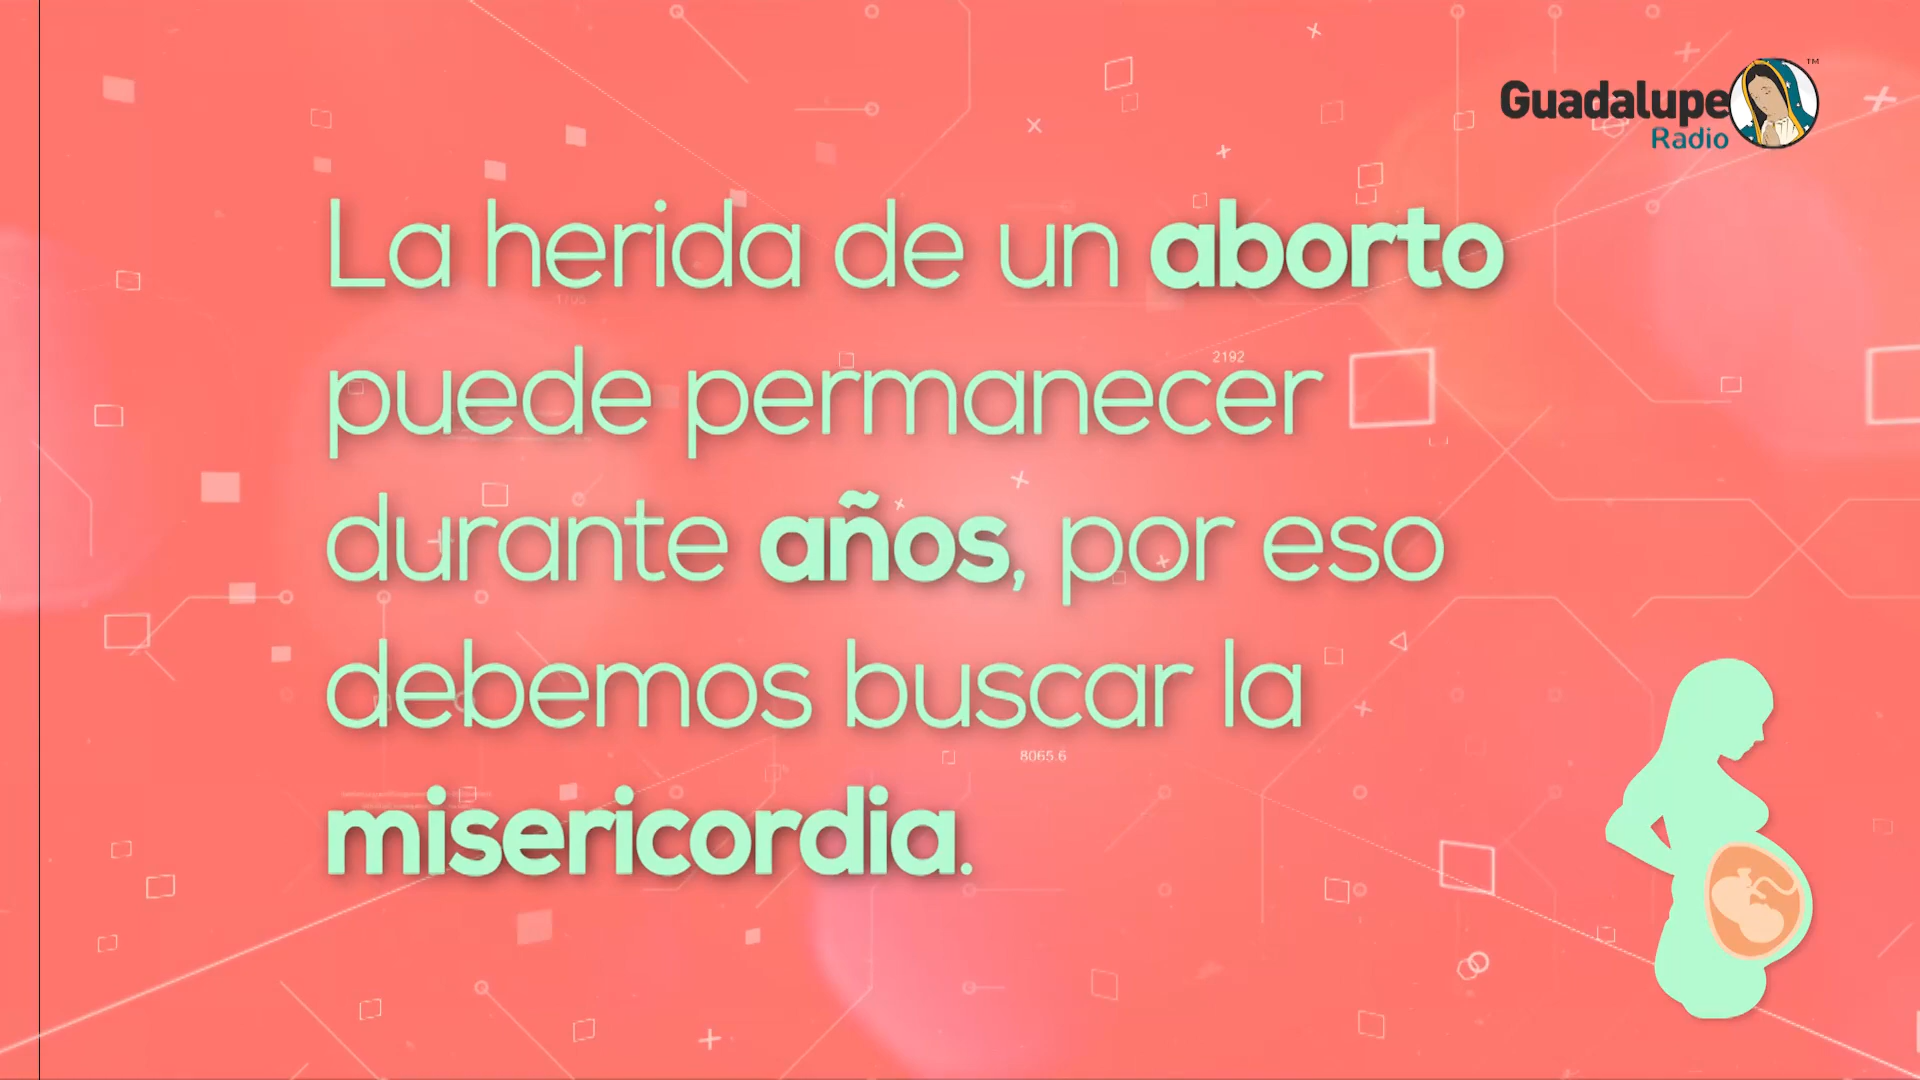 Guadalupe
Radio
TM
La herida de un aborto
puede permanecer
durante años, por eso
debemos buscar la
misericordia.
2192
8065.6